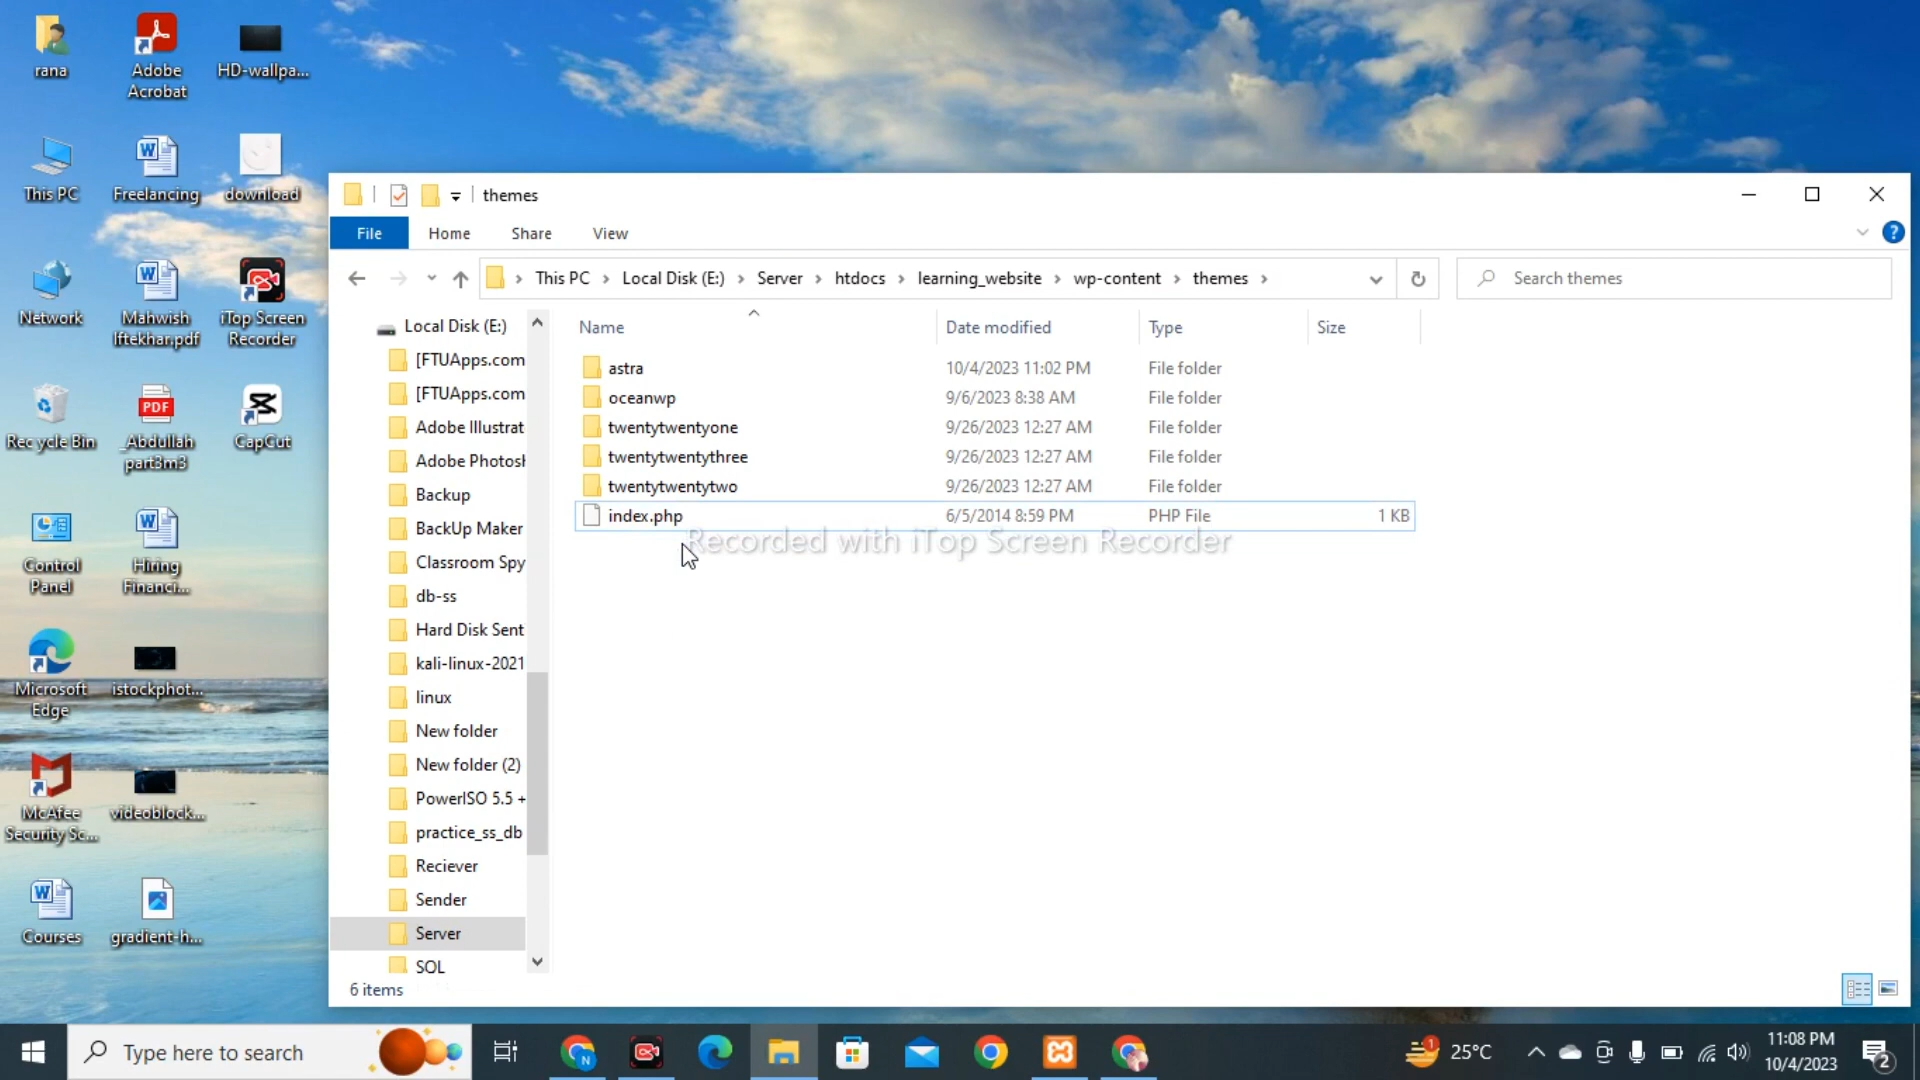 rana
Adobe
Acrobat
HD-wallpa...
This PC
Freelancing
download
Network
Mahwish
Iftekhar.pdf
iTop Screen
Recorder
Recycle Bin
PDF
_Abdullah
part3m3
CapCut
Control
Panel
Hiring
Financi...
Microsoft
Edge
istockphot...
McAfee
Security Sc...
videoblock...
Courses
gradient-h...
themes
File
Home
Share
View
This PC
Local Disk (E:)
Server
htdocs
learning_website
wp-content
themes
Search themes
Local Disk (E:)
[FTUApps.com
[FTUApps.com
Adobe Illustrat
Adobe Photosh
Backup
BackUp Maker
Classroom Spy
db-ss
Hard Disk Sent
kali-linux-2021
linux
New folder
New folder (2)
PowerISO 5.5 +
practice_ss_db
Reciever
Sender
Server
SQL
Name Date modified Type Size
astra 10/4/2023 11:02 PM File folder
oceanwp 9/6/2023 8:38 AM File folder
twentytwentyone 9/26/2023 12:27 AM File folder
twentytwentythree 9/26/2023 12:27 AM File folder
twentytwentytwo 9/26/2023 12:27 AM File folder
index.php 6/5/2014 8:59 PM PHP File 1 KB
Recorded with iTop Screen Recorder
6 items
Type here to search
N
1
25°C
11:08 PM
10/4/2023
2